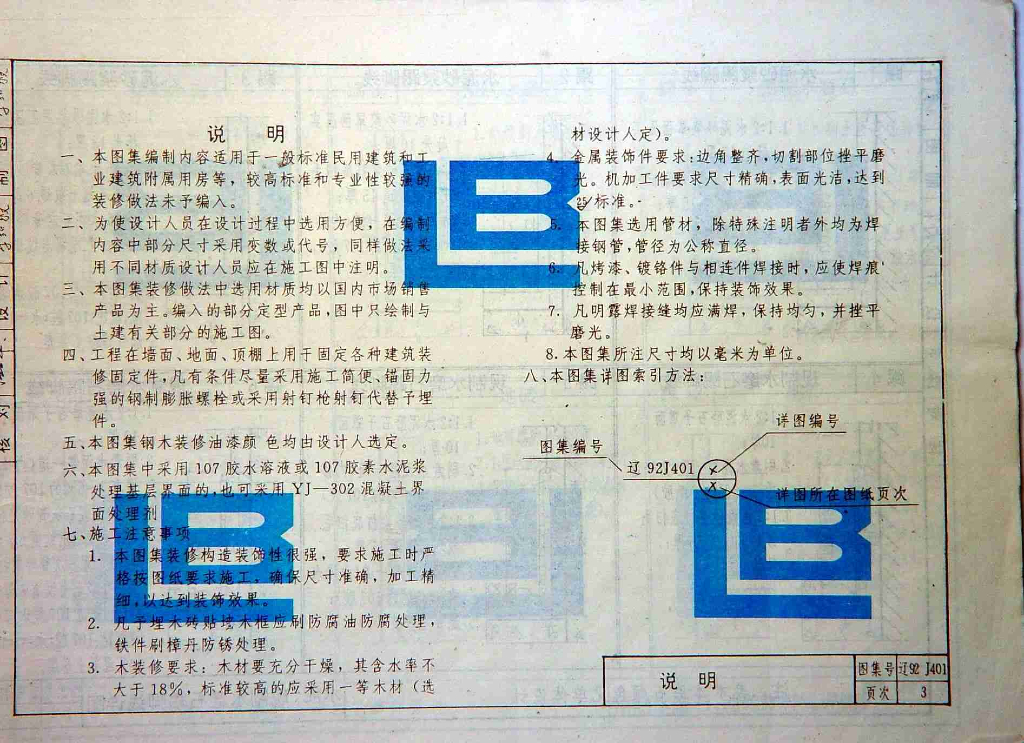 说 明
一、本图集编制内容适用于一般标准民用建筑和工
业建筑附属用房等，较高标准和专业性较强的
装修做法未予编入。
二、为使设计人员在设计过程中选用方便，在编制
内容中部分尺寸采用变数或代号，同样做法采
用不同材质设计人员应在施工图中注明。
三、本图集装修做法中选用材质均以国内市场销售
产品为主。编入的部分定型产品，图中只绘制与
土建有关部分的施工图。
四、工程在墙面、地面、顶棚上用于固定各种建筑装
修固定件，凡有条件尽量采用施工简便、锚固力
强的钢制膨胀螺栓或采用射钉枪射钉代替予埋
件。
五、本图集钢木装修油漆颜 色均由设计人选定。
六、本图集中采用107胶水溶液或107胶素水泥浆
处理基层界面的，也可采用YJ—302混凝土界
面处理剂
七、施工注意事项
1. 本图集装修构造装饰性很强，要求施工时严
格按图纸要求施工，确保尺寸准确，加工精
细，以达到装饰效果。
2. 凡予埋木砖贴墙木框应刷防腐油防腐处理，
铁件刷樟丹防锈处理。
3. 木装修要求：木材要充分干燥，其含水率不
大于18%，标准较高的应采用一等木材（选
材设计人定）。
4. 金属装饰件要求：边角整齐，切割部位挫平磨
光。机加工件要求尺寸精确，表面光洁，达到
标准。
5. 本图集选用管材，除特殊注明者外均为焊
接钢管，管径为公称直径。
6. 凡烤漆、镀铬件与相连件焊接时，应使焊痕
控制在最小范围，保持装饰效果。
7. 凡明露焊接缝均应满焊，保持均匀，并挫平
磨光。
8.本图集所注尺寸均以毫米为单位。
八、本图集详图索引方法：
详图编号
图集编号
辽92J401
详图所在图纸页次
说 明
图集号 辽92 J401
页次 3
制 图
设 计
校 对
LB
LB
LB
LB